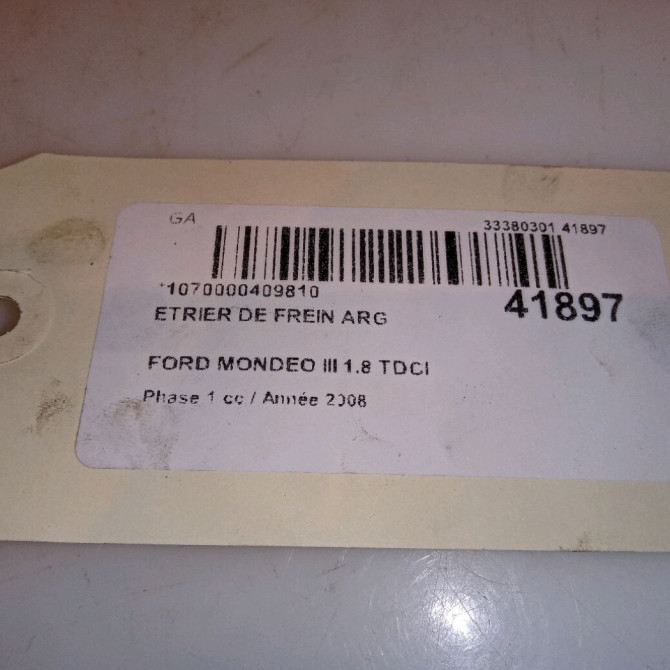 GA
33380301 41897
*1070000409810
41897
ETRIER DE FREIN ARG
FORD MONDEO III 1.8 TDCI
Phase 1 cc / Année 2008